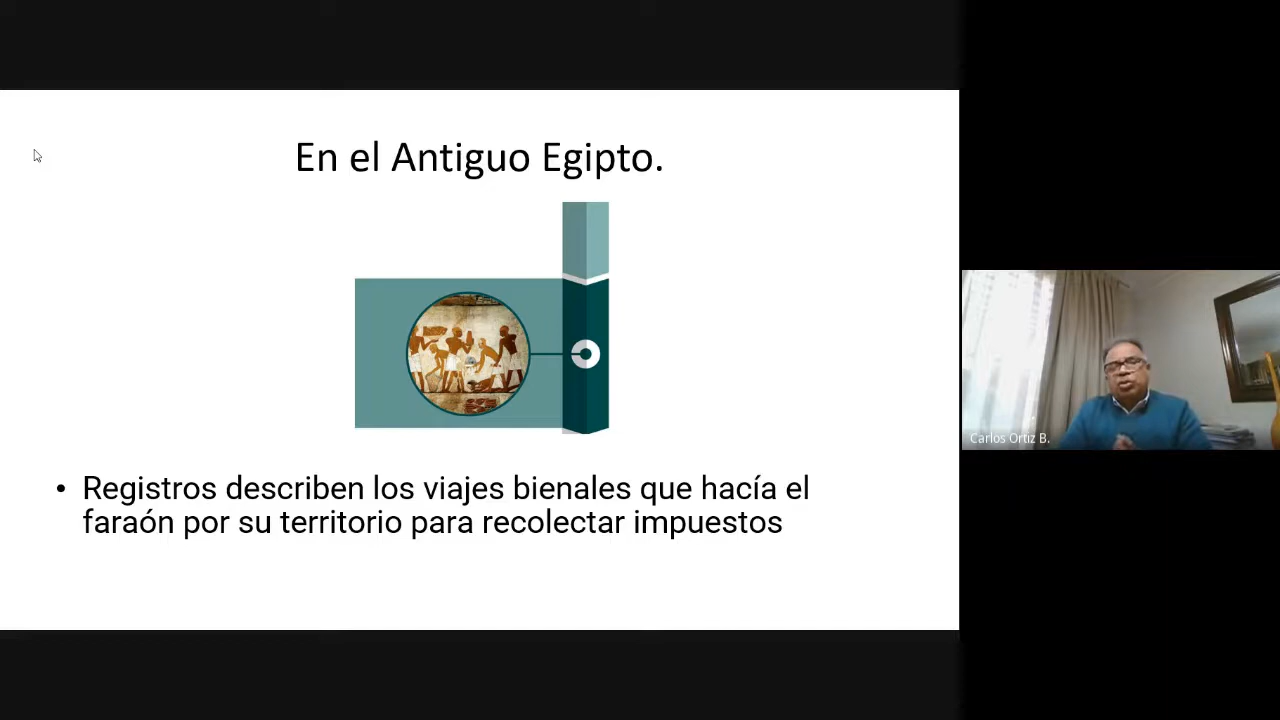 En el Antiguo Egipto.
• Registros describen los viajes bienales que hacía el
faraón por su territorio para recolectar impuestos
Carlos Ortiz B.